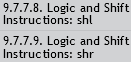 9.7.7.8. Logic and Shift
Instructions: shl
9.7.7.9. Logic and Shift
Instructions: shr